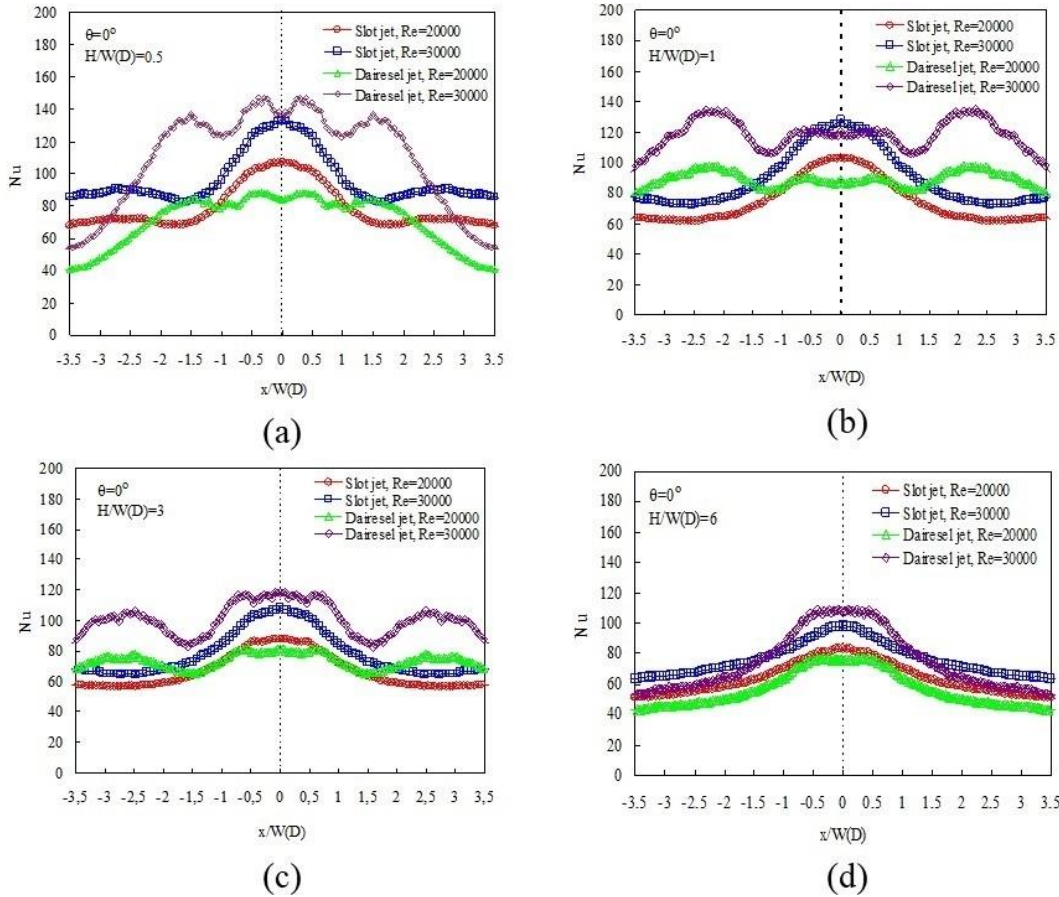 θ=0°
H/W(D)=0.5
Slot jet, Re=20000
Slot jet, Re=30000
Dairesel jet, Re=20000
Dairesel jet, Re=30000
200
180
160
140
120
100
80
60
40
20
0
Nu
-3.5 -3 -2,5 -2 -1.5 -1 -0.5 0 0.5 1 1.5 2 2.5 3 3.5
x/W(D)
(a)
θ=0°
H/W(D)=1
Slot jet, Re=20000
Slot jet, Re=30000
Dairesel jet, Re=20000
Dairesel jet, Re=30000
200
180
160
140
120
100
80
60
40
20
0
Nu
-3.5 -3 -2.5 -2 -1.5 -1 -0.5 0 0.5 1 1.5 2 2.5 3 3.5
x/W(D)
(b)
θ=0°
H/W(D)=3
Slot jet, Re=20000
Slot jet, Re=30000
Dairesel jet, Re=20000
Dairesel jet, Re=30000
200
180
160
140
120
100
80
60
40
20
0
Nu
-3,5 -3 -2,5 -2 -1,5 -1 -0,5 0 0,5 1 1,5 2 2,5 3 3,5
x/W(D)
(c)
θ=0°
H/W(D)=6
Slot jet, Re=20000
Slot jet, Re=30000
Dairesel jet, Re=20000
Dairesel jet, Re=30000
200
180
160
140
120
100
80
60
40
20
0
Nu
-3.5 -3 -2.5 -2 -1.5 -1 -0.5 0 0.5 1 1.5 2 2.5 3 3.5
x/W(D)
(d)